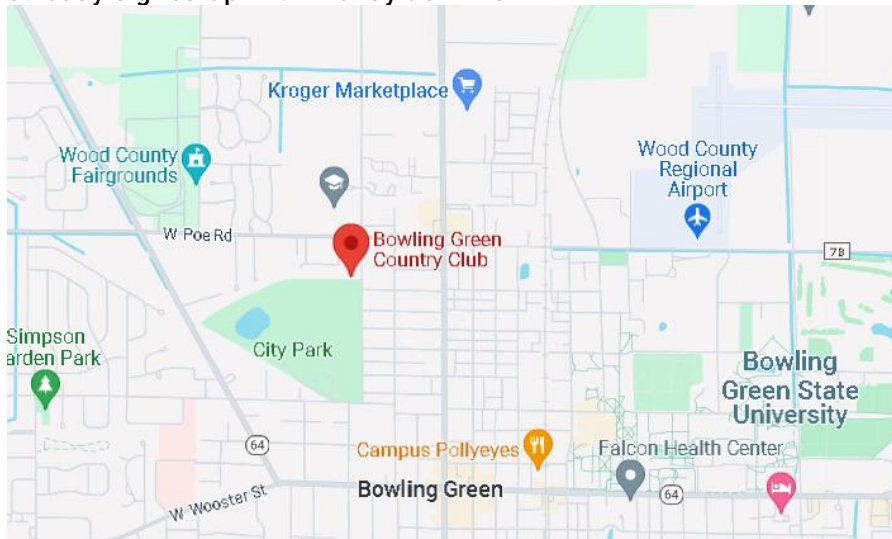 Kroger Marketplace
Wood County
Fairgrounds
Wood County
Regional
Airport
W Poe Rd
Bowling Green
Country Club
7B
Simpson
arden Park
City Park
Bowling
Green State
University
64
Campus Pollyeyes
Falcon Health Center
Bowling Green
64
W Wooster St